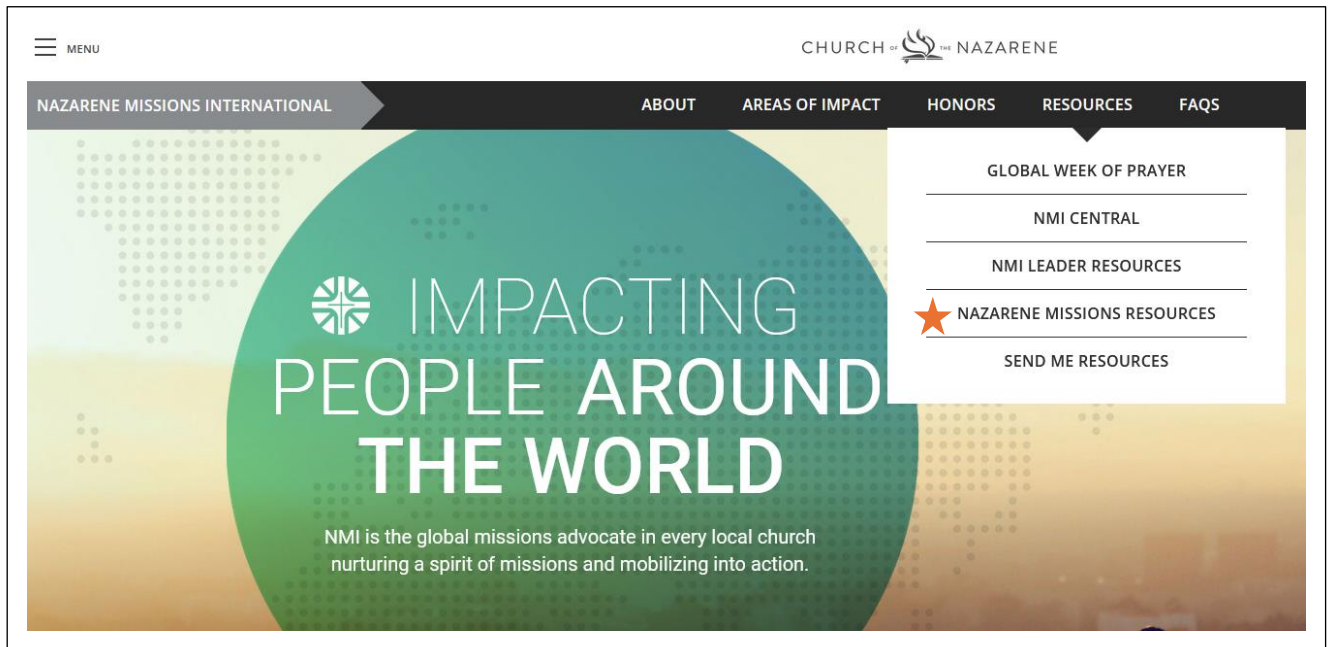 MENU
CHURCH OF THE NAZARENE
NAZARENE MISSIONS INTERNATIONAL
ABOUT
AREAS OF IMPACT
HONORS
RESOURCES
FAQS
GLOBAL WEEK OF PRAYER
NMI CENTRAL
NMI LEADER RESOURCES
NAZARENE MISSIONS RESOURCES
SEND ME RESOURCES
IMPACTING
PEOPLE AROUND
THE WORLD
NMI is the global missions advocate in every local church
nurturing a spirit of missions and mobilizing into action.